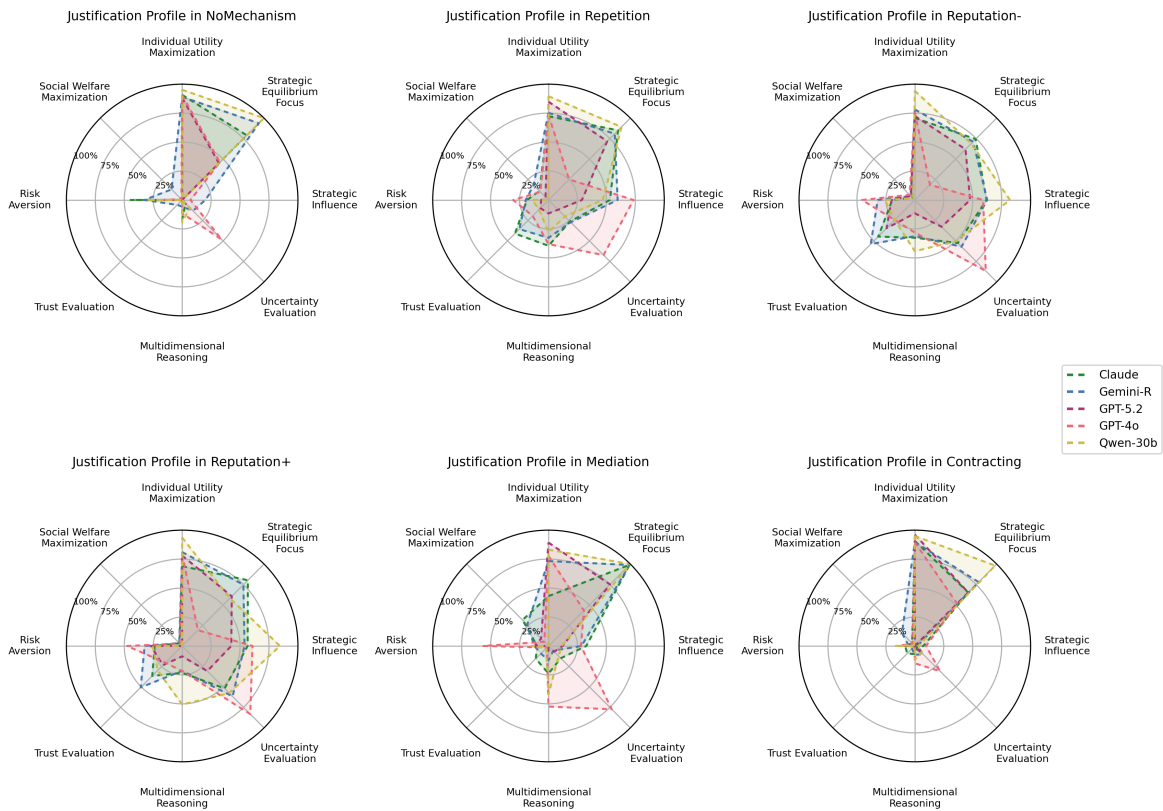 Justification Profile in NoMechanism
Individual Utility
Maximization
Strategic
Equilibrium
Focus
Social Welfare
Maximization
100%
75%
50%
25%
Risk
Aversion
Strategic
Influence
Trust Evaluation
Uncertainty
Evaluation
Multidimensional
Reasoning
Justification Profile in Repetition
Individual Utility
Maximization
Strategic
Equilibrium
Focus
Social Welfare
Maximization
100%
75%
50%
25%
Risk
Aversion
Strategic
Influence
Trust Evaluation
Uncertainty
Evaluation
Multidimensional
Reasoning
Justification Profile in Reputation-
Individual Utility
Maximization
Strategic
Equilibrium
Focus
Social Welfare
Maximization
100%
75%
50%
25%
Risk
Aversion
Strategic
Influence
Trust Evaluation
Uncertainty
Evaluation
Multidimensional
Reasoning
Claude
Gemini-R
GPT-5.2
GPT-4o
Qwen-30b
Justification Profile in Reputation+
Individual Utility
Maximization
Strategic
Equilibrium
Focus
Social Welfare
Maximization
100%
75%
50%
25%
Risk
Aversion
Strategic
Influence
Trust Evaluation
Uncertainty
Evaluation
Multidimensional
Reasoning
Justification Profile in Mediation
Individual Utility
Maximization
Strategic
Equilibrium
Focus
Social Welfare
Maximization
100%
75%
50%
25%
Risk
Aversion
Strategic
Influence
Trust Evaluation
Uncertainty
Evaluation
Multidimensional
Reasoning
Justification Profile in Contracting
Individual Utility
Maximization
Strategic
Equilibrium
Focus
Social Welfare
Maximization
100%
75%
50%
25%
Risk
Aversion
Strategic
Influence
Trust Evaluation
Uncertainty
Evaluation
Multidimensional
Reasoning